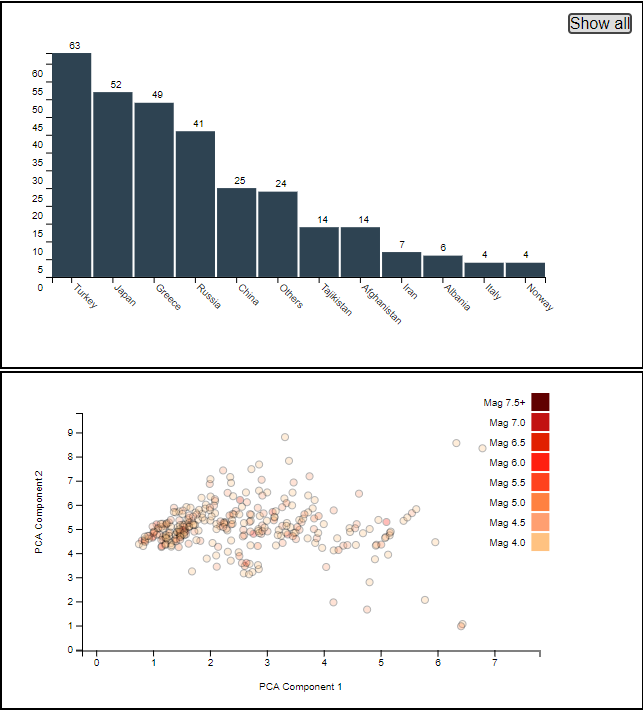 Show all
63
52
49
41
25
24
14
14
7
6
4
4
60
55
50
45
40
35
30
25
20
15
10
5
0
Turkey
Japan
Greece
Russia
China
Others
Tajikistan
Afghanistan
Iran
Albania
Italy
Norway
Mag 7.5+
Mag 7.0
Mag 6.5
Mag 6.0
Mag 5.5
Mag 5.0
Mag 4.5
Mag 4.0
PCA Component2
9
8
7
6
5
4
3
2
1
0
0 1 2 3 4 5 6 7
PCA Component 1